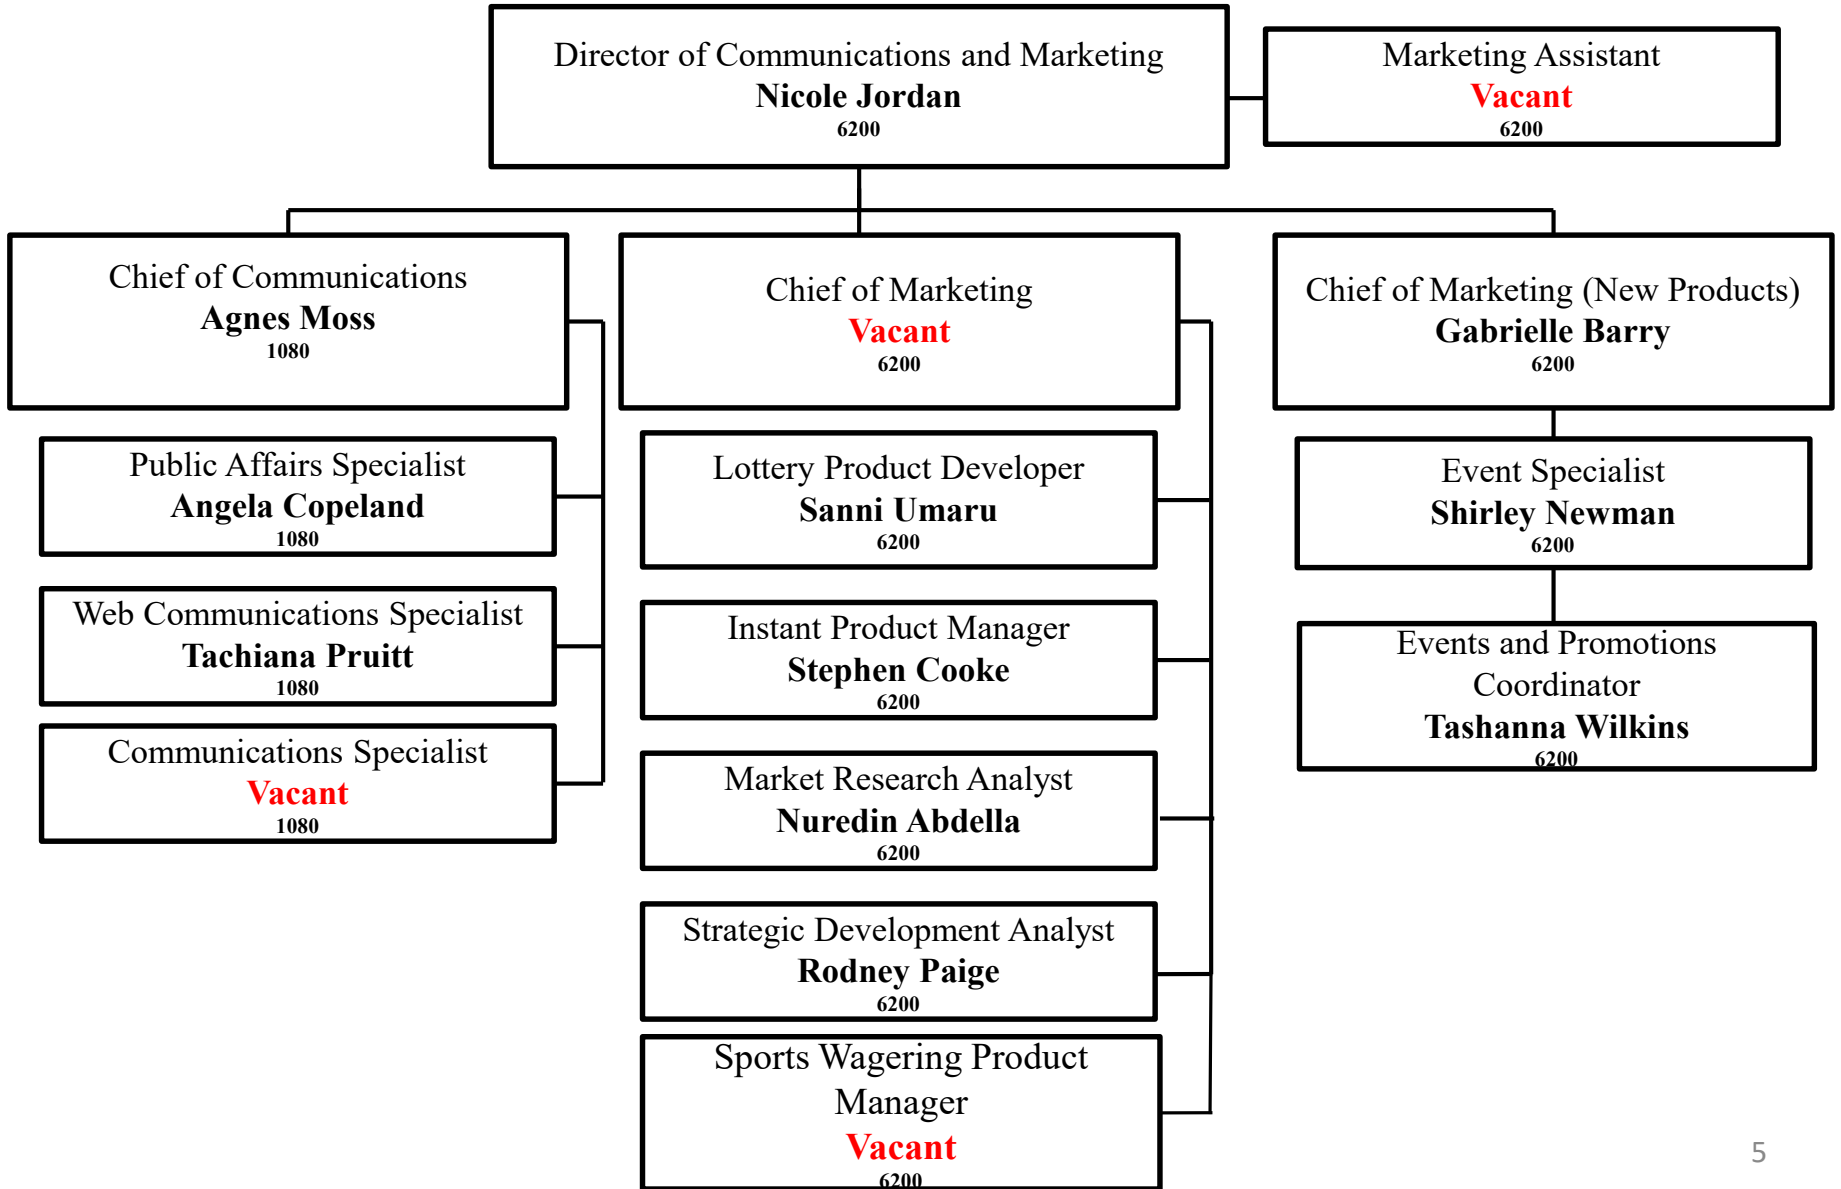 Director of Communications and Marketing
Nicole Jordan
6200
Marketing Assistant
Vacant
6200
Chief of Communications
Agnes Moss
1080
Public Affairs Specialist
Angela Copeland
1080
Web Communications Specialist
Tachiana Pruitt
1080
Communications Specialist
Vacant
1080
Chief of Marketing
Vacant
6200
Lottery Product Developer
Sanni Umaru
6200
Instant Product Manager
Stephen Cooke
6200
Market Research Analyst
Nuredin Abdella
6200
Strategic Development Analyst
Rodney Paige
6200
Sports Wagering Product
Manager
Vacant
6200
Chief of Marketing (New Products)
Gabrielle Barry
6200
Event Specialist
Shirley Newman
6200
Events and Promotions
Coordinator
Tashanna Wilkins
6200
5